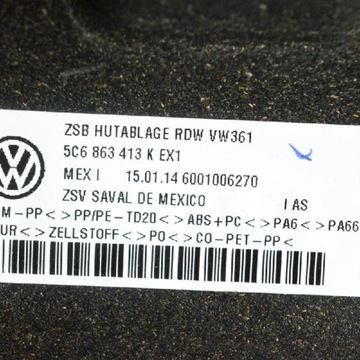 ZSB HUTABLAGE RDW VW361
5C6 863 413 K EX1
MEX I 15.01.14 6001006270
ZSV SAVAL DE MEXICO I AS
M-PP< >PP/PE-TD20< >ABS+PC< >PA6< >PA66
UR< >ZELLSTOFF< >PO< >CO-PET-PP<